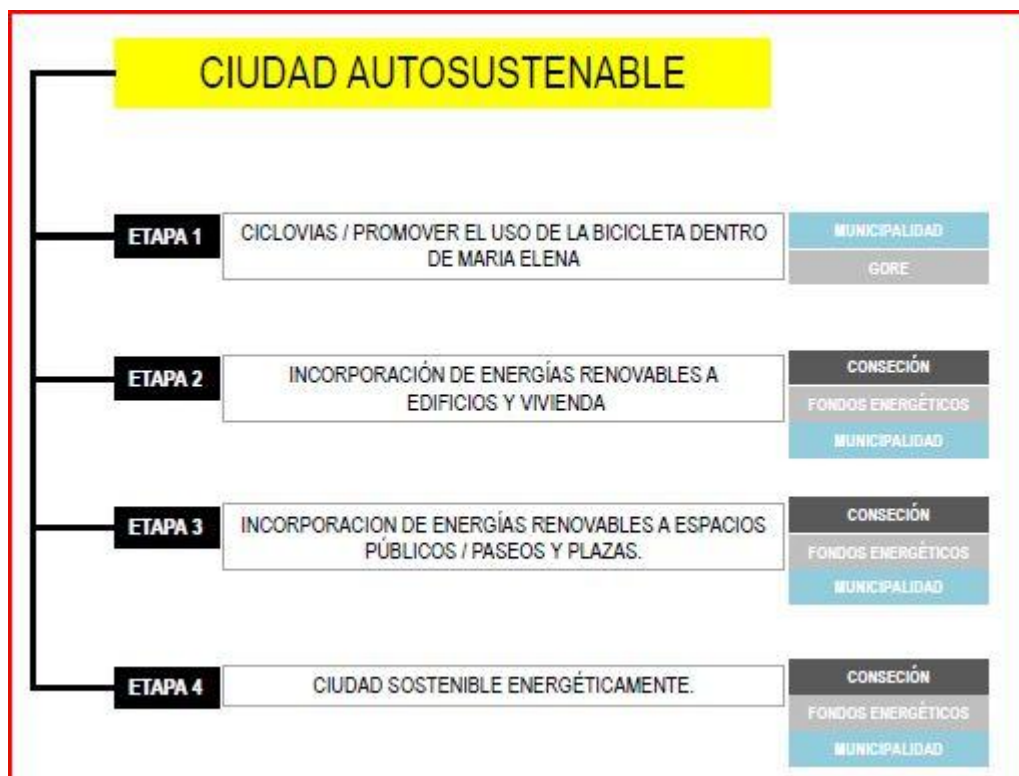 CIUDAD AUTOSUSTENABLE
ETAPA 1
CICLOVIAS / PROMOVER EL USO DE LA BICICLETA DENTRO
DE MARIA ELENA
MUNICIPALIDAD
GORE
ETAPA 2
INCORPORACIÓN DE ENERGÍAS RENOVABLES A
EDIFICIOS Y VIVIENDA
CONSECIÓN
FONDOS ENERGÉTICOS
MUNICIPALIDAD
ETAPA 3
INCORPORACION DE ENERGÍAS RENOVABLES A ESPACIOS
PÚBLICOS / PASEOS Y PLAZAS.
CONSECIÓN
FONDOS ENERGÉTICOS
MUNICIPALIDAD
ETAPA 4
CIUDAD SOSTENIBLE ENERGÉTICAMENTE.
CONSECIÓN
FONDOS ENERGÉTICOS
MUNICIPALIDAD